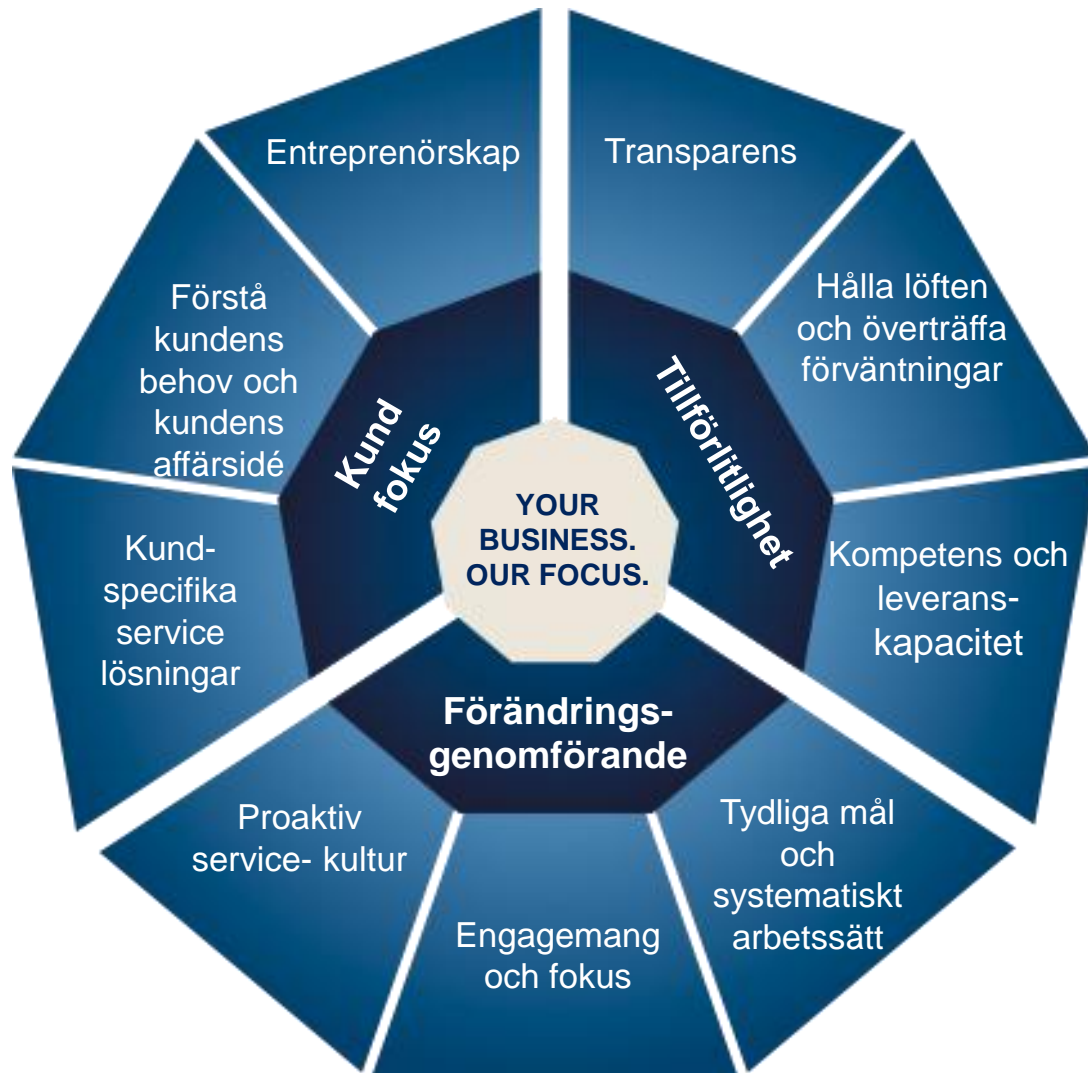 Entreprenörskap
Transparens
Hålla löften
och överträffa
förväntningar
Kompetens och
leverans-
kapacitet
Tydliga mål
och
systematiskt
arbetssätt
Engagemang
och fokus
Proaktiv
service- kultur
Kund-
specifika
service
lösningar
Förstå
kundens
behov och
kundens
affärsidé
Kund
fokus
Tillförlitlighet
Förändrings-
genomförande
YOUR
BUSINESS.
OUR FOCUS.